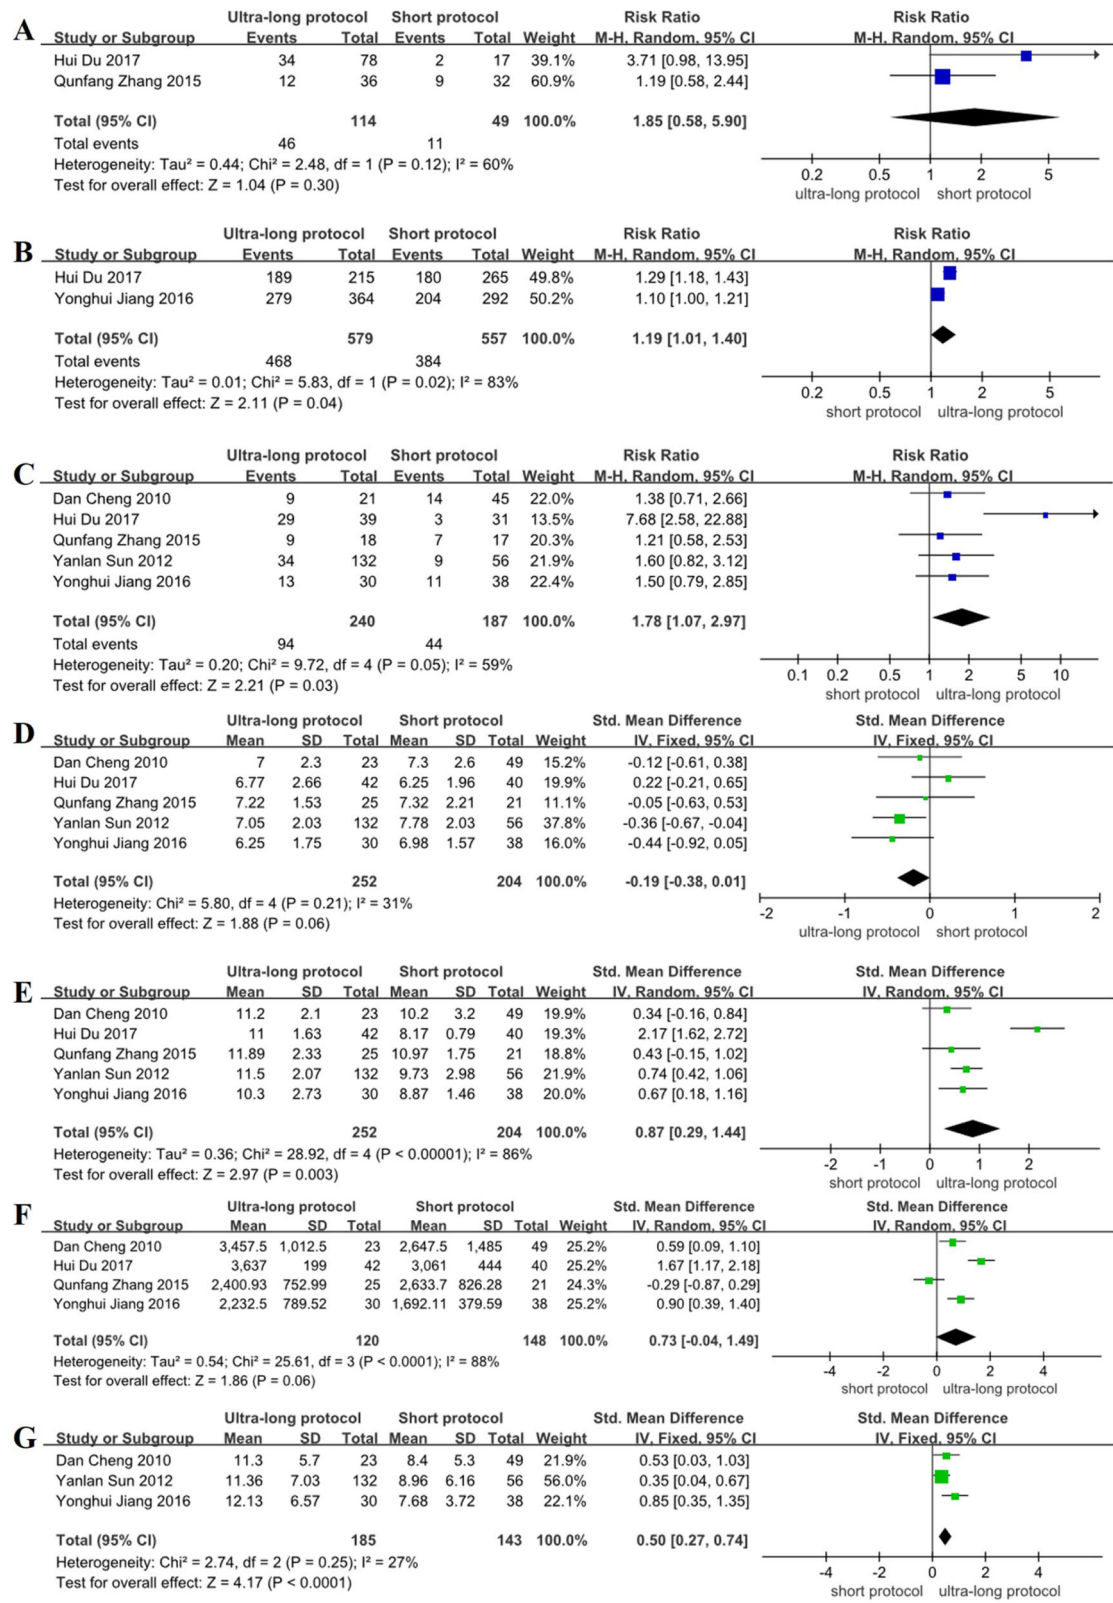 A
Ultra-long protocol Short protocol Risk Ratio Risk Ratio
Study or Subgroup Events Total Events Total Weight M-H, Random, 95% CI M-H, Random, 95% CI
Hui Du 2017 34 78 2 17 39.1% 3.71 [0.98, 13.95]
Qunfang Zhang 2015 12 36 9 32 60.9% 1.19 [0.58, 2.44]
Total (95% CI) 114 49 100.0% 1.85 [0.58, 5.90]
Total events 46 11
Heterogeneity: Tau² = 0.44; Chi² = 2.48, df = 1 (P = 0.12); I² = 60%
Test for overall effect: Z = 1.04 (P = 0.30)
0.2 0.5 1 2 5
ultra-long protocol short protocol
B
Ultra-long protocol Short protocol Risk Ratio Risk Ratio
Study or Subgroup Events Total Events Total Weight M-H, Random, 95% CI M-H, Random, 95% CI
Hui Du 2017 189 215 180 265 49.8% 1.29 [1.18, 1.43]
Yonghui Jiang 2016 279 364 204 292 50.2% 1.10 [1.00, 1.21]
Total (95% CI) 579 557 100.0% 1.19 [1.01, 1.40]
Total events 468 384
Heterogeneity: Tau² = 0.01; Chi² = 5.83, df = 1 (P = 0.02); I² = 83%
Test for overall effect: Z = 2.11 (P = 0.04)
0.2 0.5 1 2 5
short protocol ultra-long protocol
C
Ultra-long protocol Short protocol Risk Ratio Risk Ratio
Study or Subgroup Events Total Events Total Weight M-H, Random, 95% CI M-H, Random, 95% CI
Dan Cheng 2010 9 21 14 45 22.0% 1.38 [0.71, 2.66]
Hui Du 2017 29 39 3 31 13.5% 7.68 [2.58, 22.88]
Qunfang Zhang 2015 9 18 7 17 20.3% 1.21 [0.58, 2.53]
Yanlan Sun 2012 34 132 9 56 21.9% 1.60 [0.82, 3.12]
Yonghui Jiang 2016 13 30 11 38 22.4% 1.50 [0.79, 2.85]
Total (95% CI) 240 187 100.0% 1.78 [1.07, 2.97]
Total events 94 44
Heterogeneity: Tau² = 0.20; Chi² = 9.72, df = 4 (P = 0.05); I² = 59%
Test for overall effect: Z = 2.21 (P = 0.03)
0.1 0.2 0.5 1 2 5 10
short protocol ultra-long protocol
D
Ultra-long protocol Short protocol Std. Mean Difference Std. Mean Difference
Study or Subgroup Mean SD Total Mean SD Total Weight IV, Fixed, 95% CI IV, Fixed, 95% CI
Dan Cheng 2010 7 2.3 23 7.3 2.6 49 15.2% -0.12 [-0.61, 0.38]
Hui Du 2017 6.77 2.66 42 6.25 1.96 40 19.9% 0.22 [-0.21, 0.65]
Qunfang Zhang 2015 7.22 1.53 25 7.32 2.21 21 11.1% -0.05 [-0.63, 0.53]
Yanlan Sun 2012 7.05 2.03 132 7.78 2.03 56 37.8% -0.36 [-0.67, -0.04]
Yonghui Jiang 2016 6.25 1.75 30 6.98 1.57 38 16.0% -0.44 [-0.92, 0.05]
Total (95% CI) 252 204 100.0% -0.19 [-0.38, 0.01]
Heterogeneity: Chi² = 5.80, df = 4 (P = 0.21); I² = 31%
Test for overall effect: Z = 1.88 (P = 0.06)
-2 -1 0 1 2
ultra-long protocol short protocol
E
Ultra-long protocol Short protocol Std. Mean Difference Std. Mean Difference
Study or Subgroup Mean SD Total Mean SD Total Weight IV, Random, 95% CI IV, Random, 95% CI
Dan Cheng 2010 11.2 2.1 23 10.2 3.2 49 19.9% 0.34 [-0.16, 0.84]
Hui Du 2017 11 1.63 42 8.17 0.79 40 19.3% 2.17 [1.62, 2.72]
Qunfang Zhang 2015 11.89 2.33 25 10.97 1.75 21 18.8% 0.43 [-0.15, 1.02]
Yanlan Sun 2012 11.5 2.07 132 9.73 2.98 56 21.9% 0.74 [0.42, 1.06]
Yonghui Jiang 2016 10.3 2.73 30 8.87 1.46 38 20.0% 0.67 [0.18, 1.16]
Total (95% CI) 252 204 100.0% 0.87 [0.29, 1.44]
Heterogeneity: Tau² = 0.36; Chi² = 28.92, df = 4 (P < 0.00001); I² = 86%
Test for overall effect: Z = 2.97 (P = 0.003)
-2 -1 0 1 2
short protocol ultra-long protocol
F
Ultra-long protocol Short protocol Std. Mean Difference Std. Mean Difference
Study or Subgroup Mean SD Total Mean SD Total Weight IV, Random, 95% CI IV, Random, 95% CI
Dan Cheng 2010 3,457.5 1,012.5 23 2,647.5 1,485 49 25.2% 0.59 [0.09, 1.10]
Hui Du 2017 3,637 199 42 3,061 444 40 25.2% 1.67 [1.17, 2.18]
Qunfang Zhang 2015 2,400.93 752.99 25 2,633.7 826.28 21 24.3% -0.29 [-0.87, 0.29]
Yonghui Jiang 2016 2,232.5 789.52 30 1,692.11 379.59 38 25.2% 0.90 [0.39, 1.40]
Total (95% CI) 120 148 100.0% 0.73 [-0.04, 1.49]
Heterogeneity: Tau² = 0.54; Chi² = 25.61, df = 3 (P < 0.0001); I² = 88%
Test for overall effect: Z = 1.86 (P = 0.06)
-4 -2 0 2 4
short protocol ultra-long protocol
G
Ultra-long protocol Short protocol Std. Mean Difference Std. Mean Difference
Study or Subgroup Mean SD Total Mean SD Total Weight IV, Fixed, 95% CI IV, Fixed, 95% CI
Dan Cheng 2010 11.3 5.7 23 8.4 5.3 49 21.9% 0.53 [0.03, 1.03]
Yanlan Sun 2012 11.36 7.03 132 8.96 6.16 56 56.0% 0.35 [0.04, 0.67]
Yonghui Jiang 2016 12.13 6.57 30 7.68 3.72 38 22.1% 0.85 [0.35, 1.35]
Total (95% CI) 185 143 100.0% 0.50 [0.27, 0.74]
Heterogeneity: Chi² = 2.74, df = 2 (P = 0.25); I² = 27%
Test for overall effect: Z = 4.17 (P < 0.0001)
-4 -2 0 2 4
short protocol ultra-long protocol